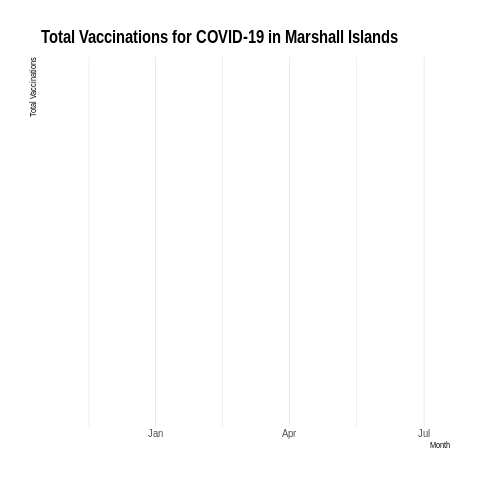 Total Vaccinations for COVID-19 in Marshall Islands
Total Vaccinations
Jan
Apr
Jul
Month